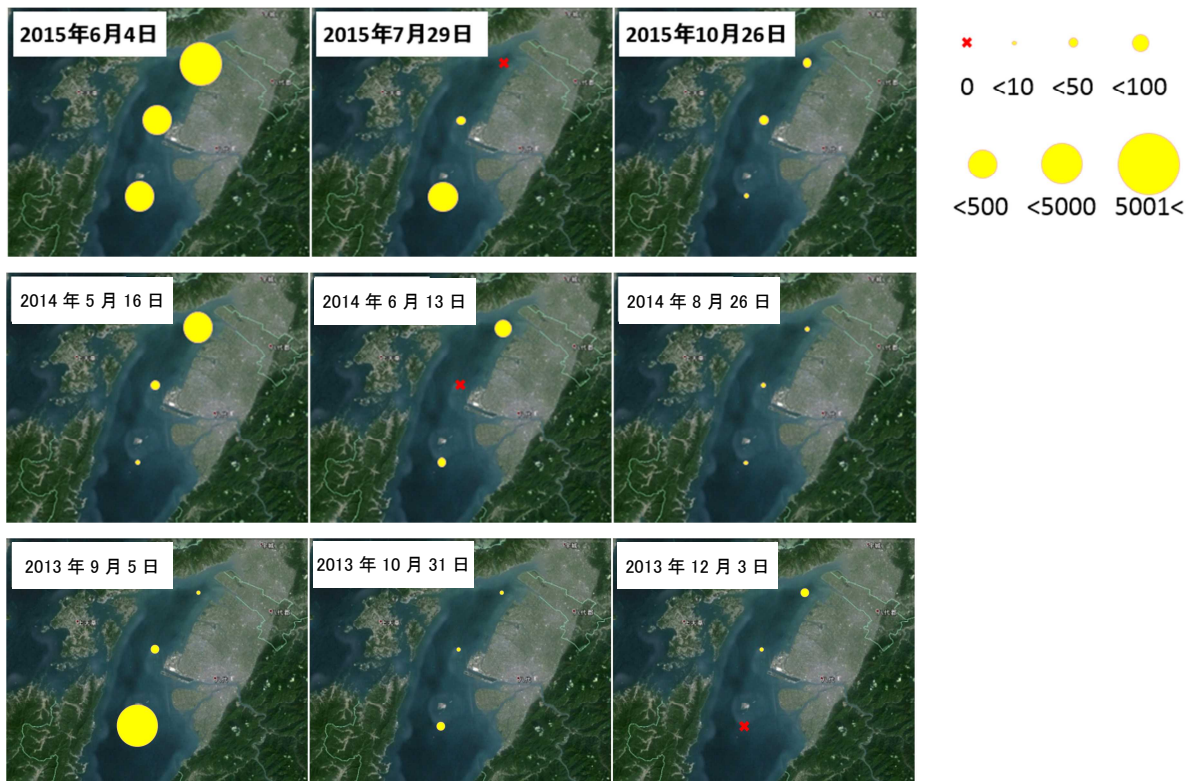 2015年6月4日
2015年7月29日
2015年10月26日
0 <10 <50 <100
<500 <5000 5001<
2014 年 5 月 16 日
2014 年 6 月 13 日
2014 年 8 月 26 日
2013 年 9 月 5 日
2013 年 10 月 31 日
2013 年 12 月 3 日